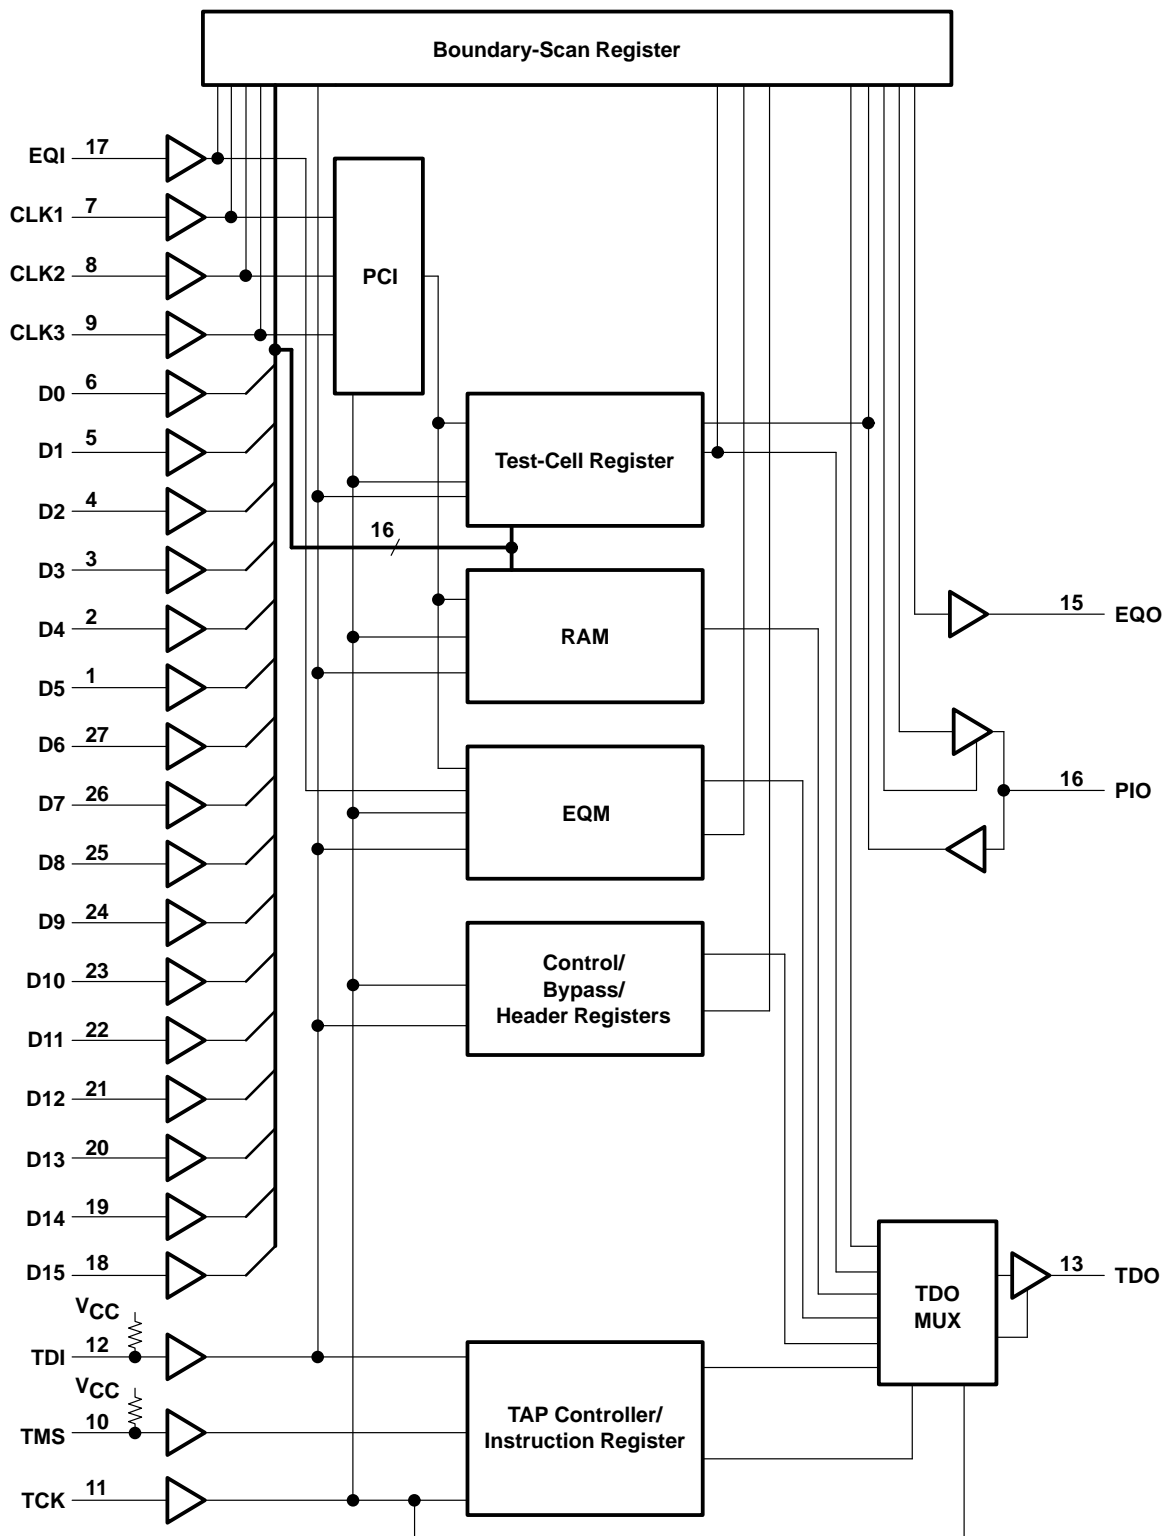 Boundary-Scan Register
EQI 17
CLK1 7
CLK2 8
CLK3 9
D0 6
D1 5
D2 4
D3 3
D4 2
D5 1
D6 27
D7 26
D8 25
D9 24
D10 23
D11 22
D12 21
D13 20
D14 19
D15 18
VCC
TDI 12
VCC
TMS 10
TCK 11
PCI
Test-Cell Register
16
RAM
EQM
Control/
Bypass/
Header Registers
TAP Controller/
Instruction Register
TDO
MUX
15 EQO
16 PIO
13 TDO